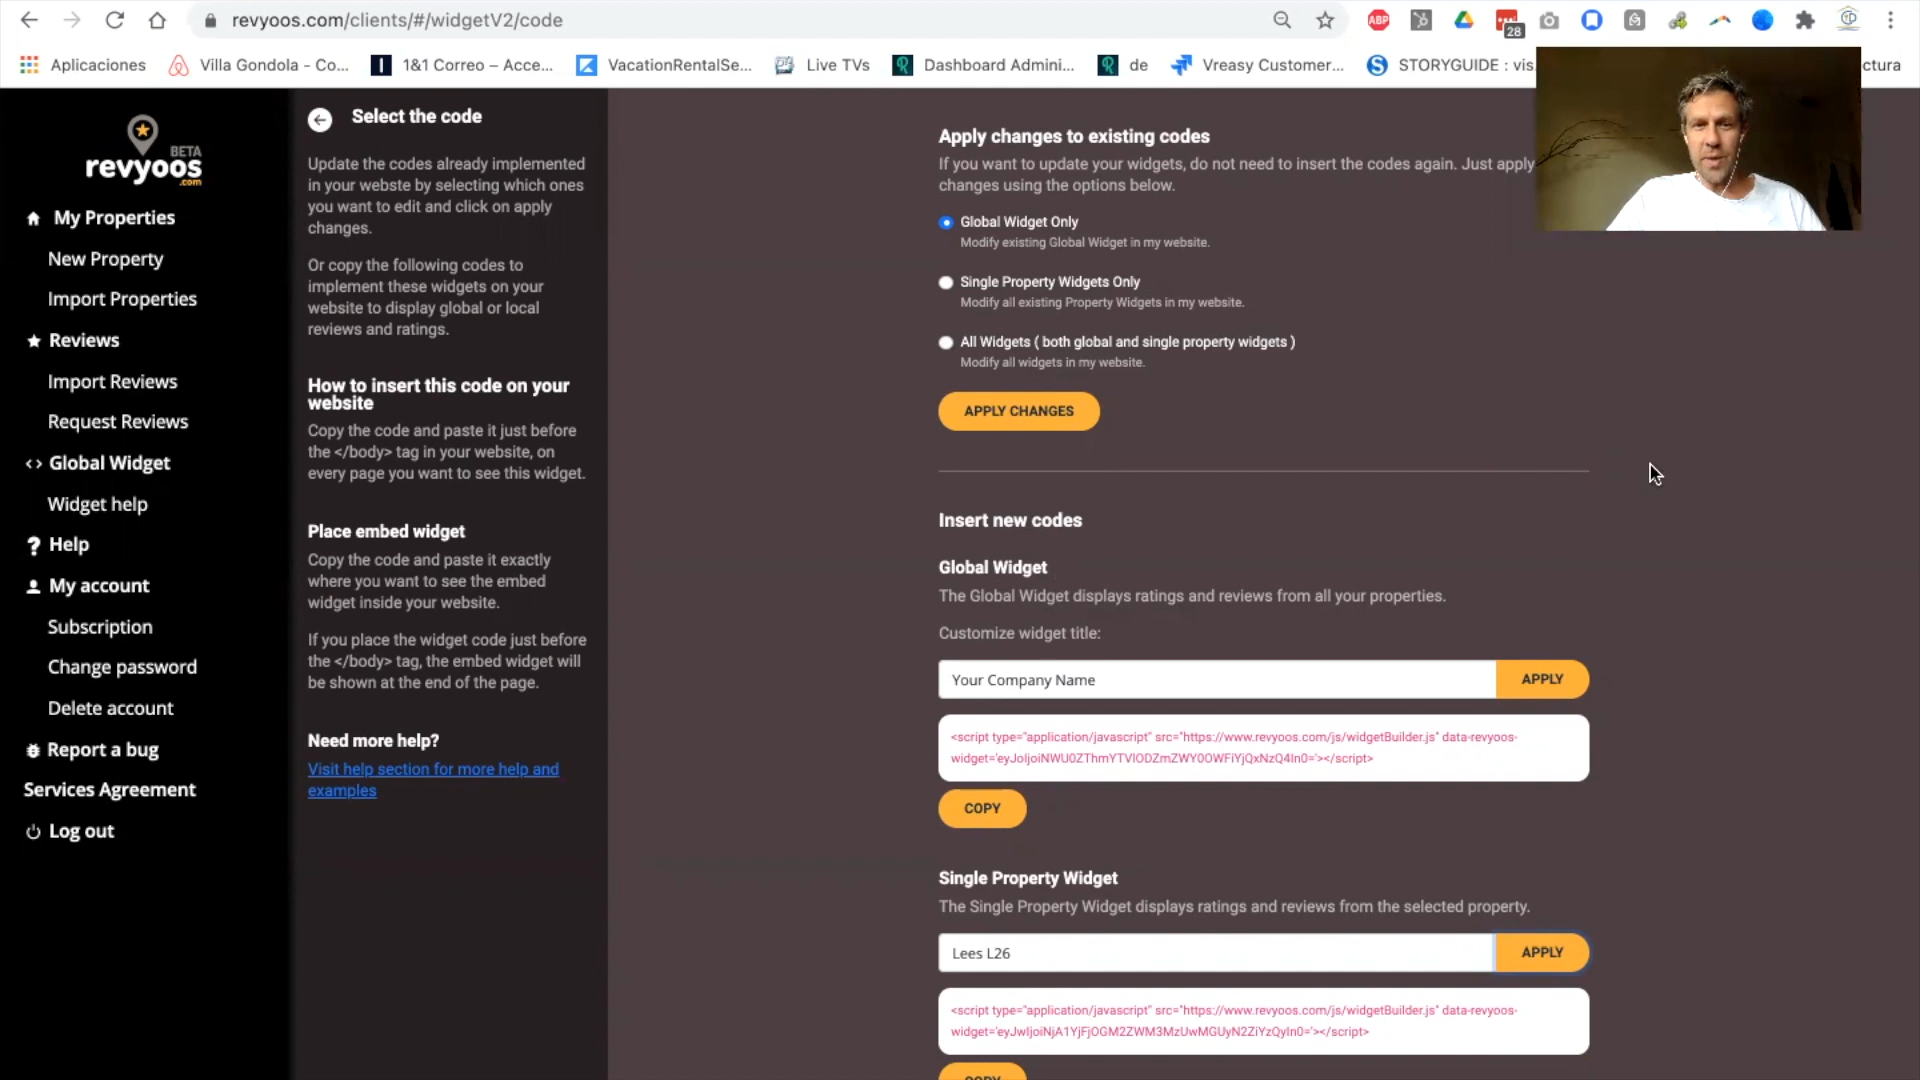 revyoos.com/clients/#/widgetV2/code
ABP
28
Aplicaciones
Villa Gondola - Co...
1&1 Correo – Acce...
VacationRentalSe...
Live TVs
Dashboard Admini...
de
Vreasy Customer...
STORYGUIDE : vis
ctura
BETA
revyoos
.com
My Properties
New Property
Import Properties
Reviews
Import Reviews
Request Reviews
Global Widget
Widget help
Help
My account
Subscription
Change password
Delete account
Report a bug
Services Agreement
Log out
Select the code
Update the codes already implemented
in your webste by selecting which ones
you want to edit and click on apply
changes.
Or copy the following codes to
implement these widgets on your
website to display global or local
reviews and ratings.
How to insert this code on your
website
Copy the code and paste it just before
the </body> tag in your website, on
every page you want to see this widget.
Place embed widget
Copy the code and paste it exactly
where you want to see the embed
widget inside your website.
If you place the widget code just before
the </body> tag, the embed widget will
be shown at the end of the page.
Need more help?
Visit help section for more help and
examples
Apply changes to existing codes
If you want to update your widgets, do not need to insert the codes again. Just apply
changes using the options below.
Global Widget Only
Modify existing Global Widget in my website.
Single Property Widgets Only
Modify all existing Property Widgets in my website.
All Widgets ( both global and single property widgets )
Modify all widgets in my website.
APPLY CHANGES
Insert new codes
Global Widget
The Global Widget displays ratings and reviews from all your properties.
Customize widget title:
Your Company Name
APPLY
<script type="application/javascript" src="https://www.revyoos.com/js/widgetBuilder.js" data-revyoos-
widget='eyJoIjoiNWU0ZThmYTVlODZmZWY0OWFiYjQxNzQ4In0='></script>
COPY
Single Property Widget
The Single Property Widget displays ratings and reviews from the selected property.
Lees L26
APPLY
<script type="application/javascript" src="https://www.revyoos.com/js/widgetBuilder.js" data-revyoos-
widget='eyJwIjoiNjA1YjFjOGM2ZWM3MzUwMGUyN2ZiYzQyIn0='></script>
COPY